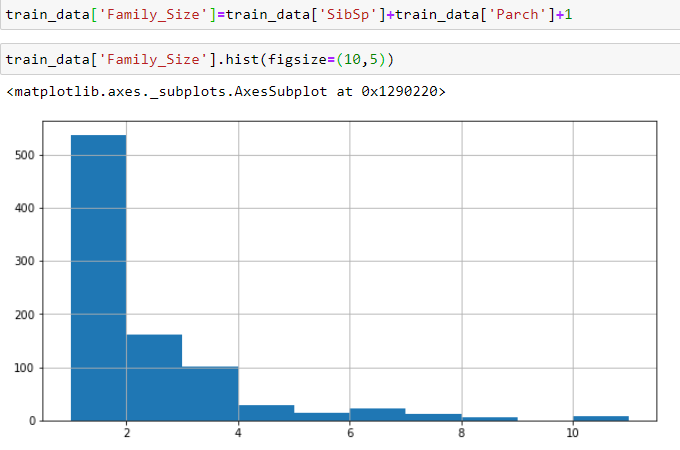 train_data['Family_Size']=train_data['SibSp']+train_data['Parch']+1
train_data['Family_Size'].hist(figsize=(10,5))
<matplotlib.axes._subplots.AxesSubplot at 0x1290220>
500
400
300
200
100
0
2 4 6 8 10